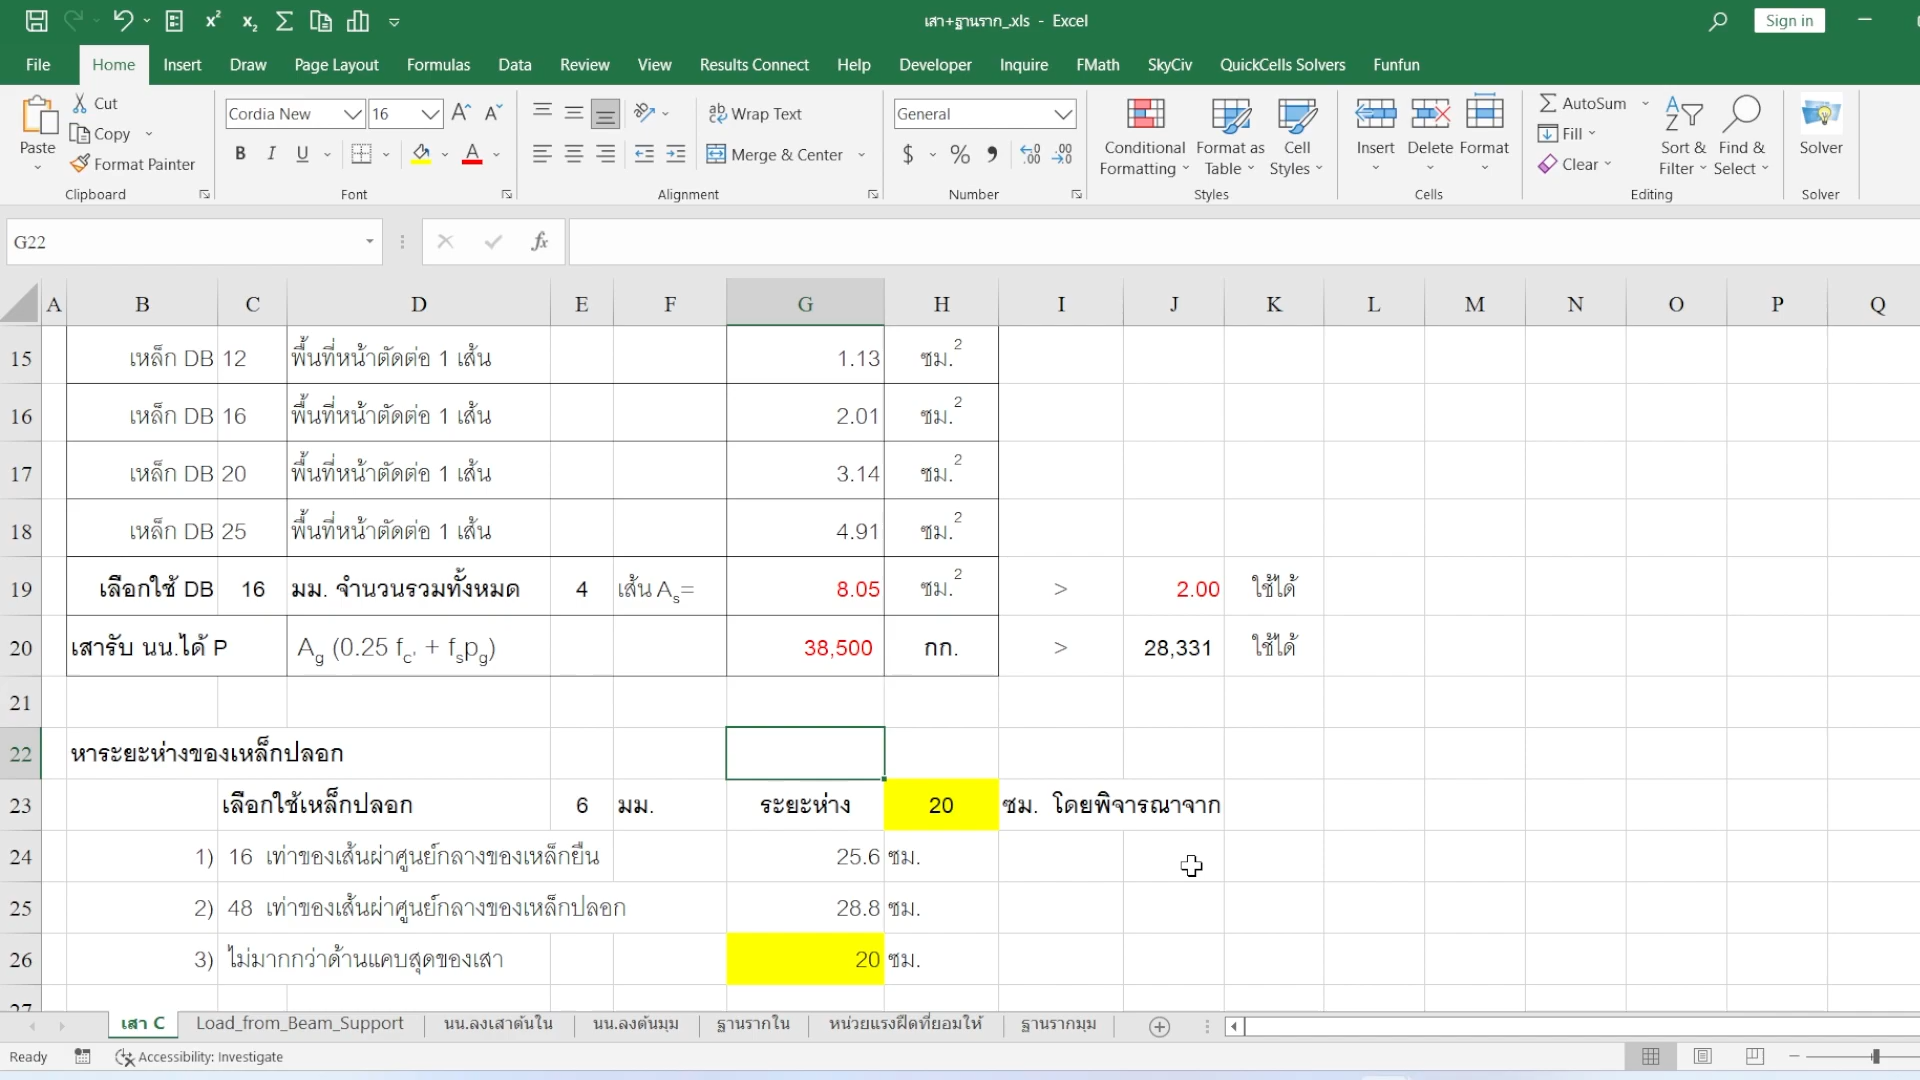 เสา+ฐานราก_.xls - Excel
Sign in
File Home Insert Draw Page Layout Formulas Data Review View Results Connect Help Developer Inquire FMath SkyCiv QuickCells Solvers Funfun
Paste Cut Copy Format Painter Clipboard
Cordia New 16 B I U Font
Wrap Text Merge & Center Alignment
General $ % Number
Conditional Formatting Format as Table Cell Styles Styles
Insert Delete Format Cells
AutoSum Fill Clear Sort & Filter Find & Select Editing
Solver Solver
G22 fx
A B C D E F G H I J K L M N O P Q
15 เหล็ก DB 12 พื้นที่หน้าตัดต่อ 1 เส้น 1.13 ซม.2
16 เหล็ก DB 16 พื้นที่หน้าตัดต่อ 1 เส้น 2.01 ซม.2
17 เหล็ก DB 20 พื้นที่หน้าตัดต่อ 1 เส้น 3.14 ซม.2
18 เหล็ก DB 25 พื้นที่หน้าตัดต่อ 1 เส้น 4.91 ซม.2
19 เลือกใช้ DB 16 มม. จำนวนรวมทั้งหมด 4 เส้น As= 8.05 ซม.2 > 2.00 ใช้ได้
20 เสารับ นน.ได้ P Ag (0.25 fc' + fspg) 38,500 กก. > 28,331 ใช้ได้
21
22 หาระยะห่างของเหล็กปลอก
23 เลือกใช้เหล็กปลอก 6 มม. ระยะห่าง 20 ซม. โดยพิจารณาจาก
24 1) 16 เท่าของเส้นผ่าศูนย์กลางของเหล็กยืน 25.6 ซม.
25 2) 48 เท่าของเส้นผ่าศูนย์กลางของเหล็กปลอก 28.8 ซม.
26 3) ไม่มากกว่าด้านแคบสุดของเสา 20 ซม.
27
เสา C Load_from_Beam_Support นน.ลงเสาต้นใน นน.ลงต้นมุม ฐานรากใน หน่วยแรงฝืดที่ยอมให้ ฐานรากมุม
Ready Accessibility: Investigate